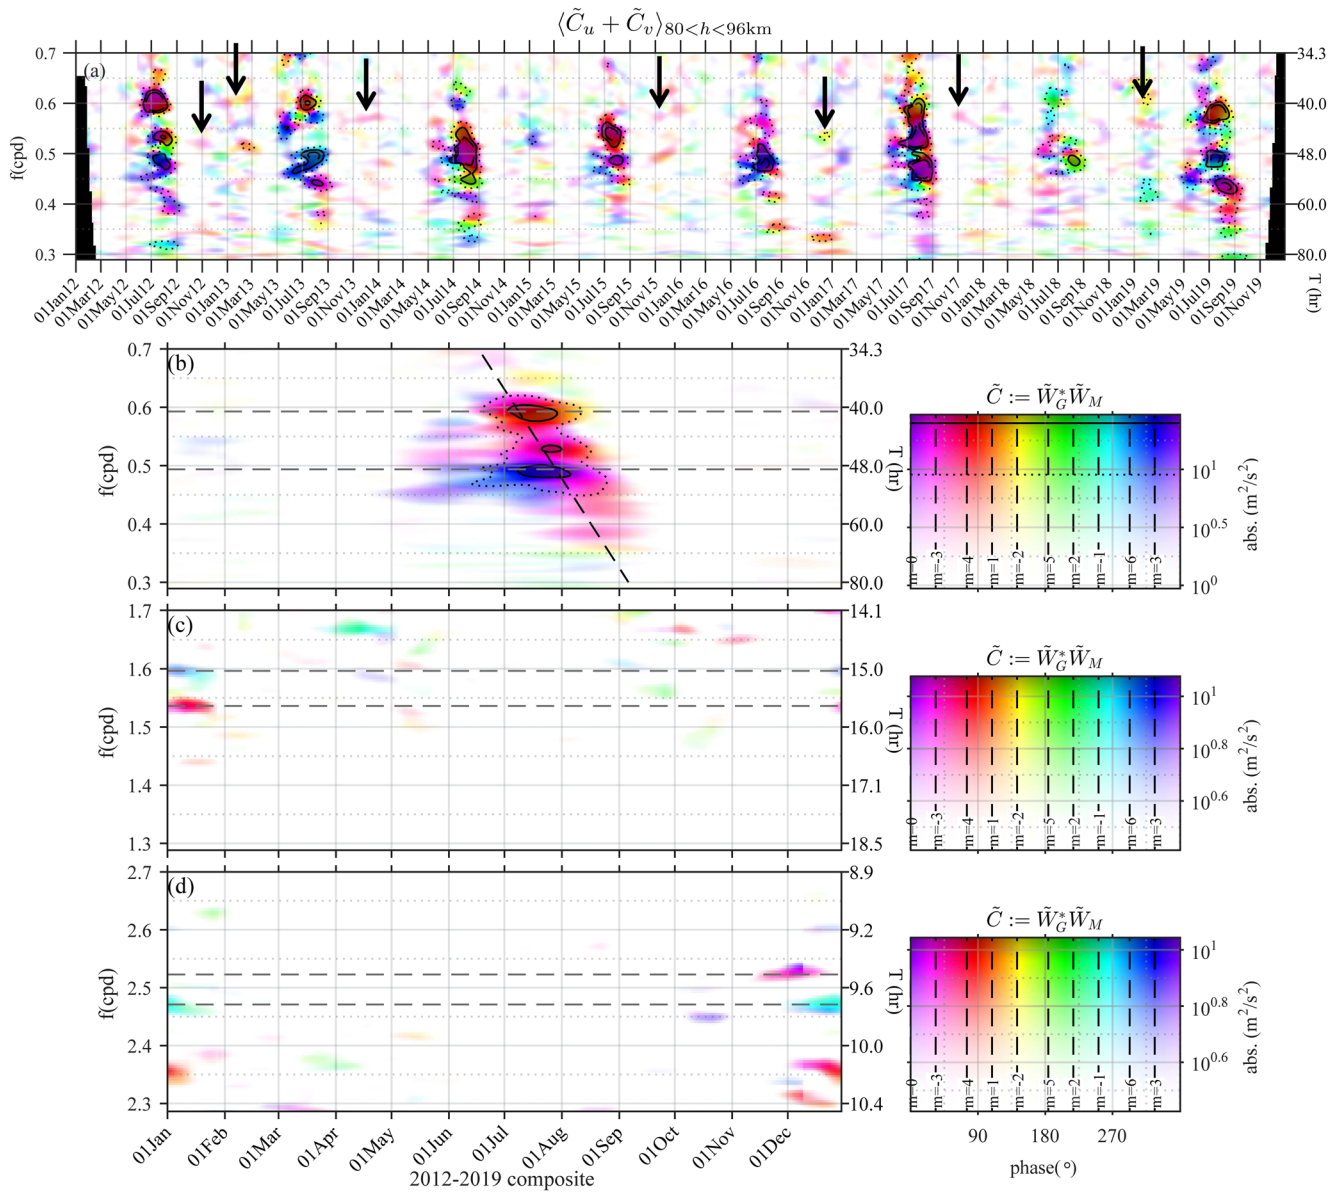 ⟨C̃u + C̃v⟩80<h<96km
(a)
f(cpd)
0.7
0.6
0.5
0.4
0.3
34.3
40.0
48.0
60.0
80.0
T (hr)
01Jan12
01Mar12
01May12
01Jul12
01Sep12
01Nov12
01Jan13
01Mar13
01May13
01Jul13
01Sep13
01Nov13
01Jan14
01Mar14
01May14
01Jul14
01Sep14
01Nov14
01Jan15
01Mar15
01May15
01Jul15
01Sep15
01Nov15
01Jan16
01Mar16
01May16
01Jul16
01Sep16
01Nov16
01Jan17
01Mar17
01May17
01Jul17
01Sep17
01Nov17
01Jan18
01Mar18
01May18
01Jul18
01Sep18
01Nov18
01Jan19
01Mar19
01May19
01Jul19
01Sep19
01Nov19
(b)
f(cpd)
0.7
0.6
0.5
0.4
0.3
34.3
40.0
48.0
60.0
80.0
T (hr)
C̃ := W̃*G W̃M
m=0
m=-3
m=4
m=1
m=-2
m=5
m=2
m=-1
m=6
m=3
10^1
10^0.5
10^0
abs. (m²/s²)
(c)
f(cpd)
1.7
1.6
1.5
1.4
1.3
14.1
15.0
16.0
17.1
18.5
T (hr)
C̃ := W̃*G W̃M
m=0
m=-3
m=4
m=1
m=-2
m=5
m=2
m=-1
m=6
m=3
10^1
10^0.8
10^0.6
abs. (m²/s²)
(d)
f(cpd)
2.7
2.6
2.5
2.4
2.3
8.9
9.2
9.6
10.0
10.4
T (hr)
01Jan
01Feb
01Mar
01Apr
01May
01Jun
01Jul
01Aug
01Sep
01Oct
01Nov
01Dec
2012-2019 composite
C̃ := W̃*G W̃M
m=0
m=-3
m=4
m=1
m=-2
m=5
m=2
m=-1
m=6
m=3
10^1
10^0.8
10^0.6
abs. (m²/s²)
90
180
270
phase(°)